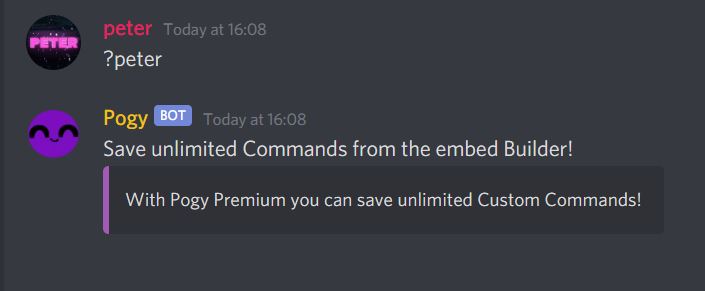 PETER
peter Today at 16:08
?peter
Pogy BOT Today at 16:08
Save unlimited Commands from the embed Builder!
With Pogy Premium you can save unlimited Custom Commands!